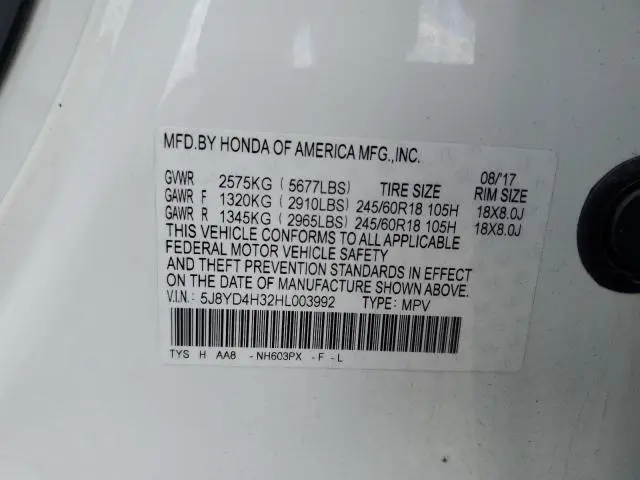 MFD.BY HONDA OF AMERICA MFG.,INC.
08/'17
GVWR 2575KG ( 5677LBS) TIRE SIZE RIM SIZE
GAWR F 1320KG ( 2910LBS) 245/60R18 105H 18X8.0J
GAWR R 1345KG ( 2965LBS) 245/60R18 105H 18X8.0J
THIS VEHICLE CONFORMS TO ALL APPLICABLE
FEDERAL MOTOR VEHICLE SAFETY
AND THEFT PREVENTION STANDARDS IN EFFECT
ON THE DATE OF MANUFACTURE SHOWN ABOVE.
V.I.N.: 5J8YD4H32HL003992 TYPE: MPV
TYS H AA8 - NH603PX - F - L